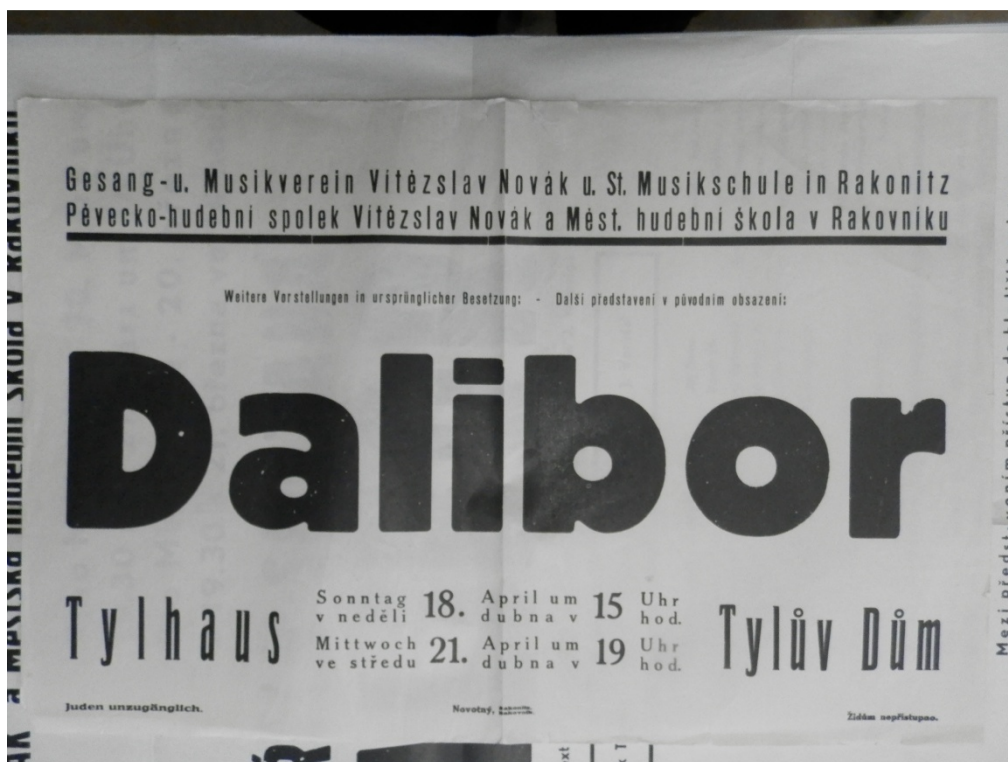 Gesang-u. Musikverein Vítězslav Novák u. St. Musikschule in Rakonitz
Pěvecko-hudební spolek Vítězslav Novák a Měst. hudební škola v Rakovníku
Weitere Vorstellungen in ursprünglicher Besetzung: - Další představení v původním obsazení:
Dalibor
Tylhaus
Sonntag 18. April um 15 Uhr
v neděli dubna v hod.
Mittwoch 21. April um 19 Uhr
ve středu dubna v hod.
Tylův Dům
Juden unzugänglich.
Novotný,
Židům nepřístupno.